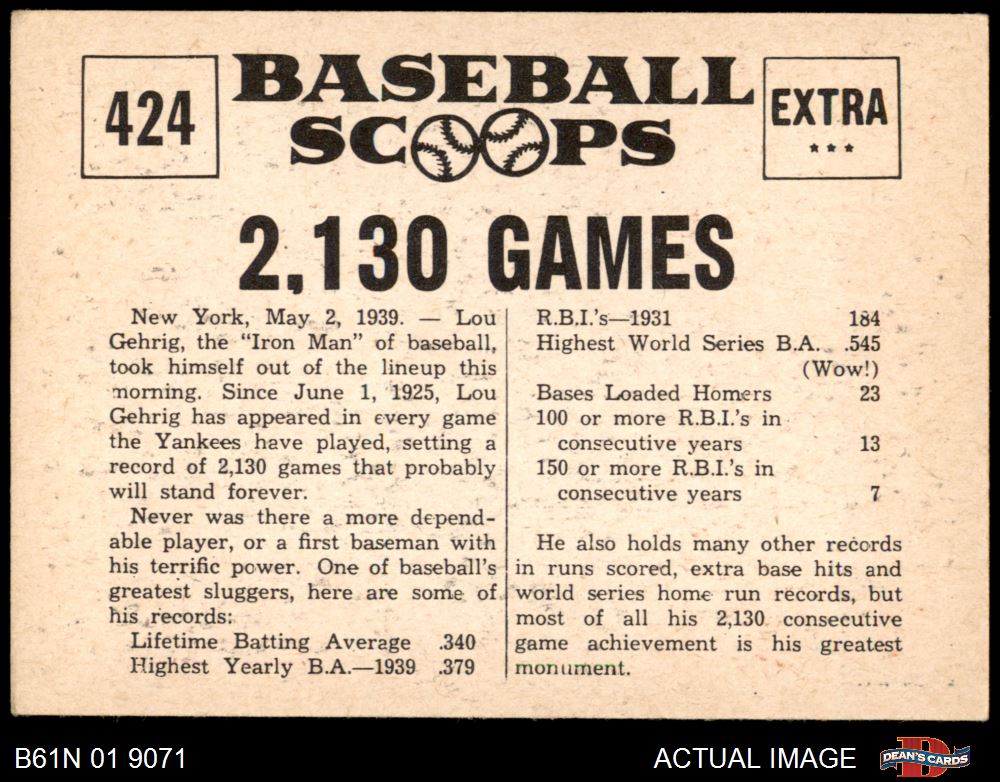 424
BASEBALL
SCOOPS
EXTRA
★ ★ ★
2,130 GAMES
New York, May 2, 1939. — Lou
Gehrig, the “Iron Man” of baseball,
took himself out of the lineup this
morning. Since June 1, 1925, Lou
Gehrig has appeared in every game
the Yankees have played, setting a
record of 2,130 games that probably
will stand forever.
Never was there a more depend-
able player, or a first baseman with
his terrific power. One of baseball’s
greatest sluggers, here are some of
his records:
Lifetime Batting Average .340
Highest Yearly B.A.—1939 .379
R.B.I.’s—1931 184
Highest World Series B.A. .545
(Wow!)
Bases Loaded Homers 23
100 or more R.B.I.’s in
consecutive years 13
150 or more R.B.I.’s in
consecutive years 7
He also holds many other records
in runs scored, extra base hits and
world series home run records, but
most of all his 2,130 consecutive
game achievement is his greatest
monument.
B61N 01 9071
ACTUAL IMAGE
D
DEAN'S CARDS